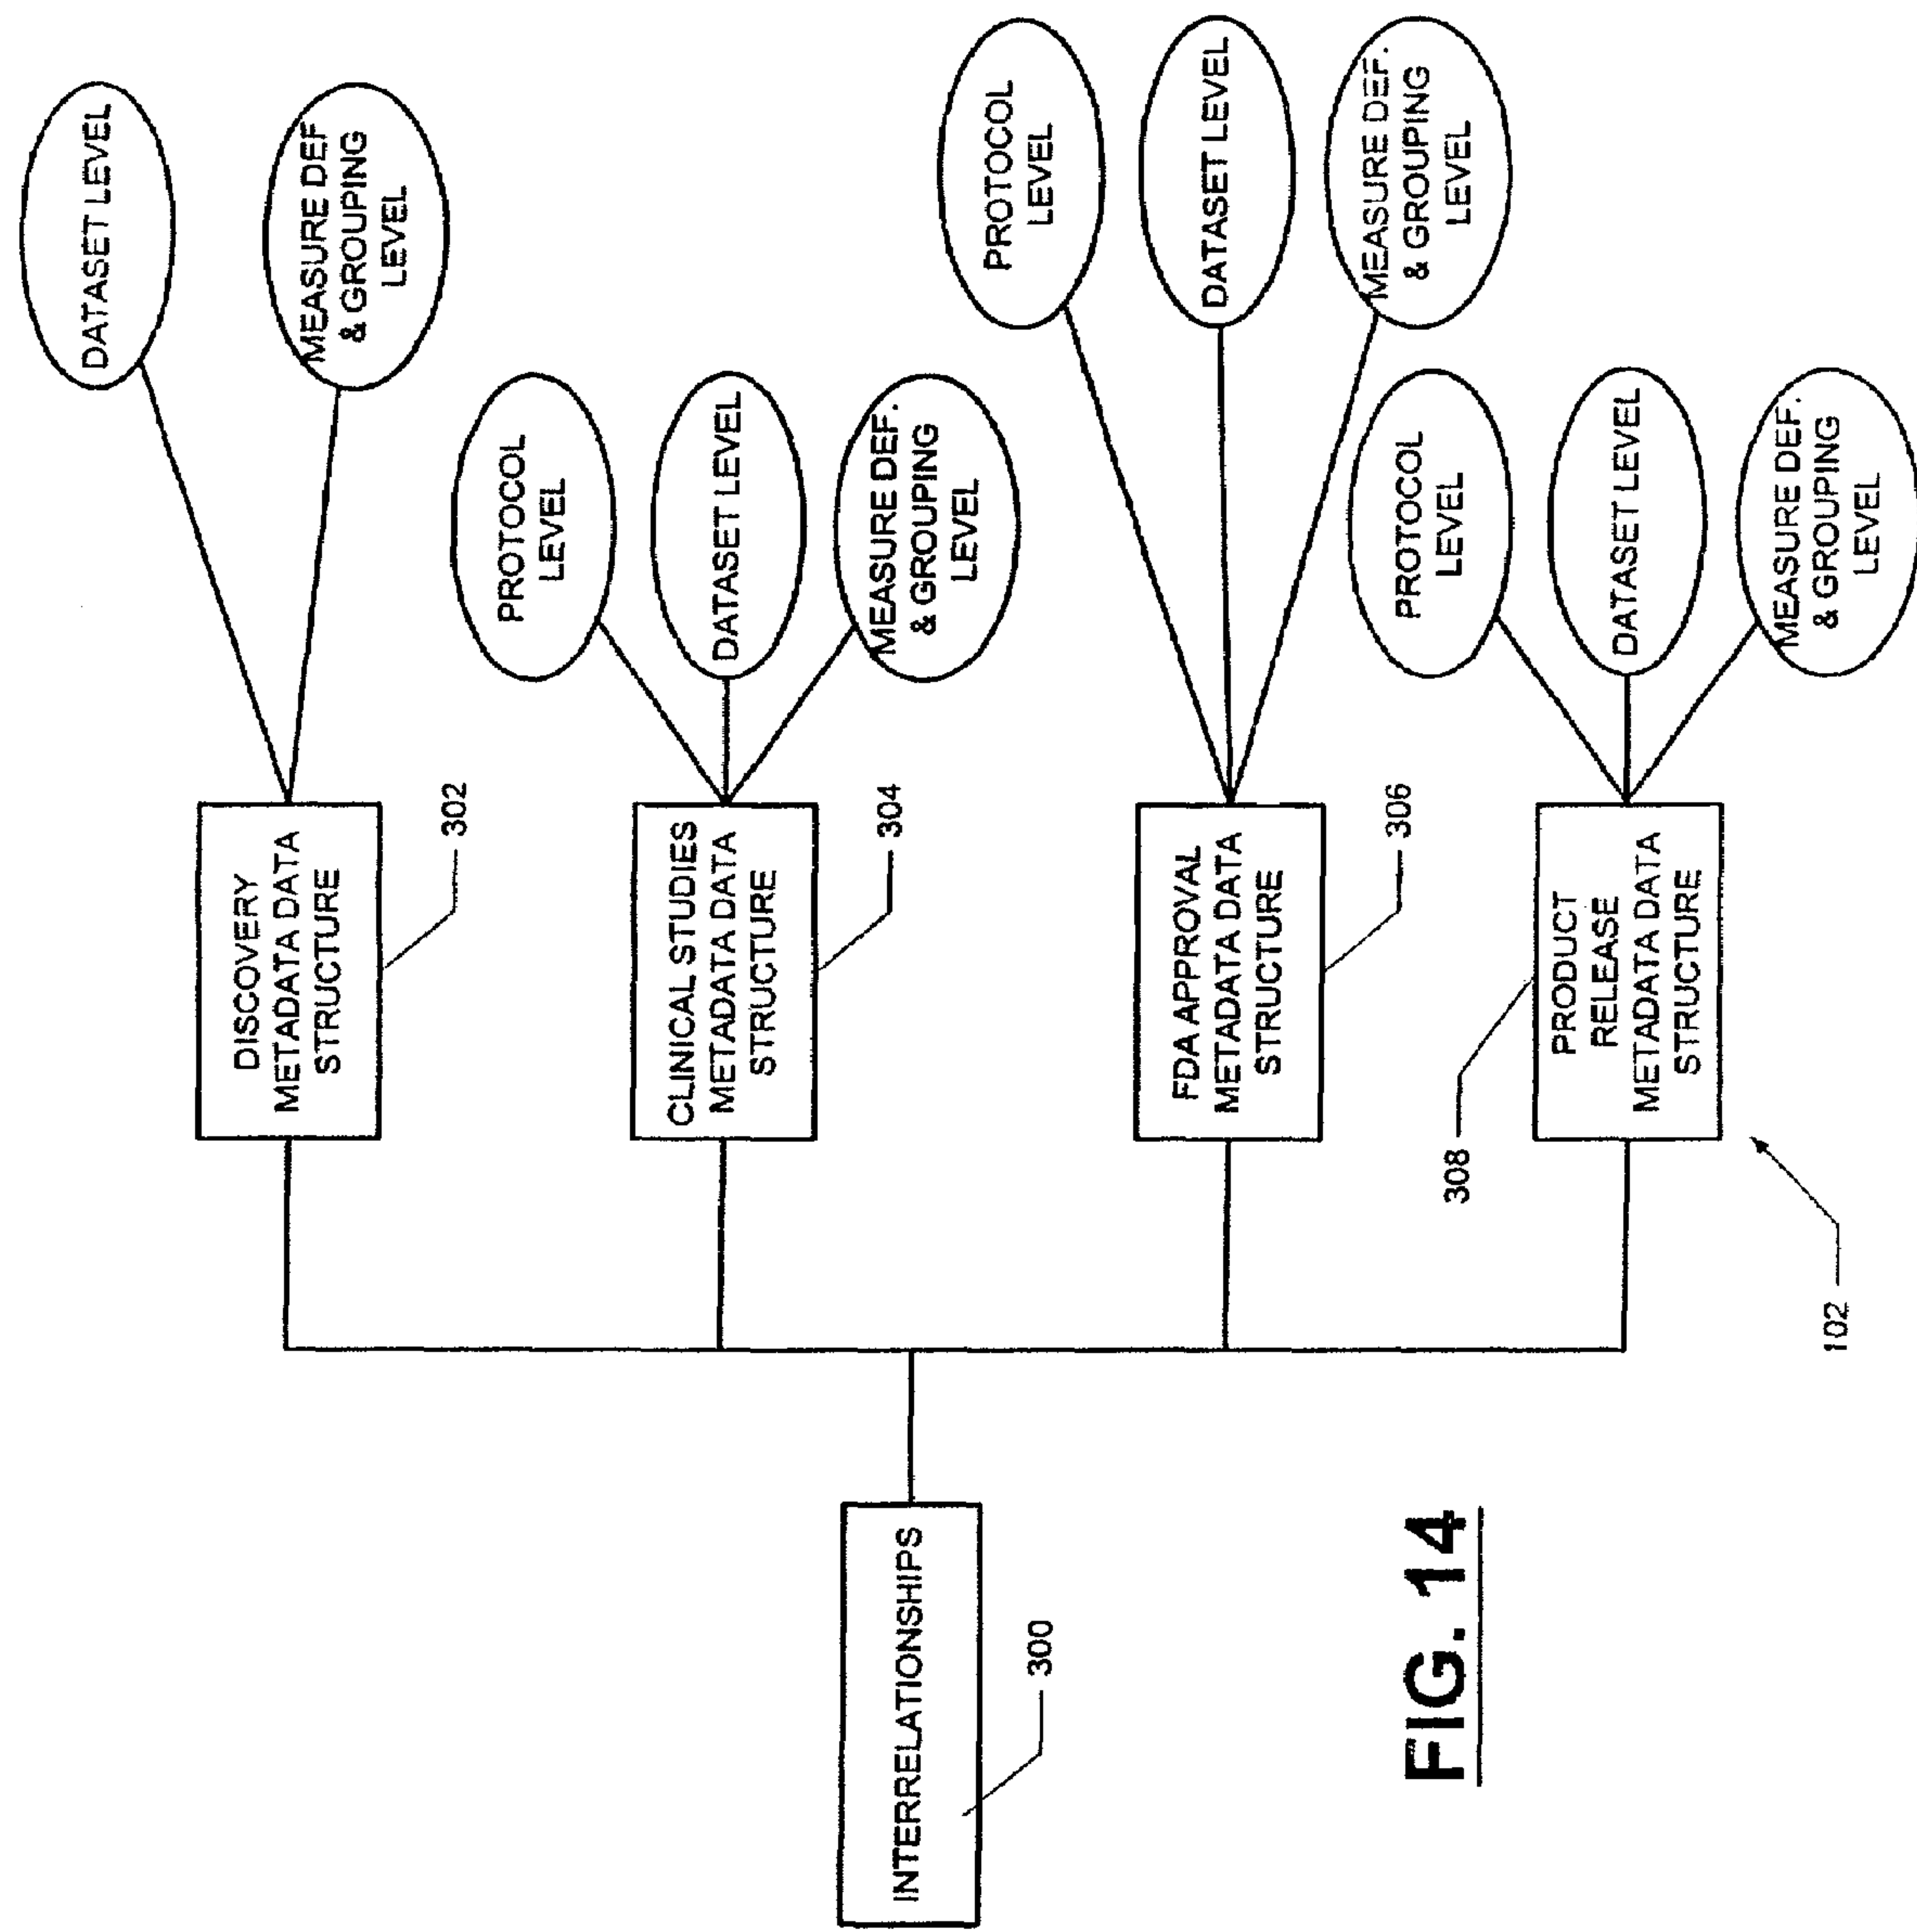 DATASET LEVEL
MEASURE DEF
& GROUPING
LEVEL
DISCOVERY
METADATA DATA
STRUCTURE
302
PROTOCOL
LEVEL
DATASET LEVEL
MEASURE DEF.
& GROUPING
LEVEL
CLINICAL STUDIES
METADATA DATA
STRUCTURE
304
INTERRELATIONSHIPS
300
PROTOCOL
LEVEL
DATASET LEVEL
MEASURE DEF.
& GROUPING
LEVEL
FDA APPROVAL
METADATA DATA
STRUCTURE
306
PROTOCOL
LEVEL
DATASET LEVEL
MEASURE DEF.
& GROUPING
LEVEL
308
PRODUCT
RELEASE
METADATA DATA
STRUCTURE
102
FIG. 14